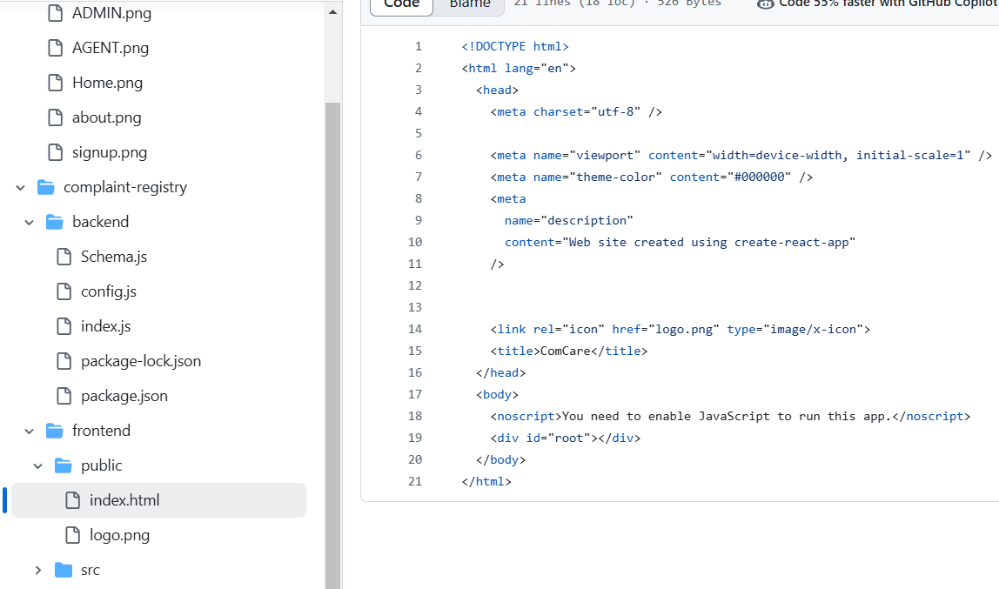 ADMIN.png
AGENT.png
Home.png
about.png
signup.png
complaint-registry
backend
Schema.js
config.js
index.js
package-lock.json
package.json
frontend
public
index.html
logo.png
src
Code Blame 21 lines (18 loc) · 526 Bytes Code 55% faster with GitHub Copilot
1 <!DOCTYPE html>
2 <html lang="en">
3 <head>
4 <meta charset="utf-8" />
5
6 <meta name="viewport" content="width=device-width, initial-scale=1" />
7 <meta name="theme-color" content="#000000" />
8 <meta
9 name="description"
10 content="Web site created using create-react-app"
11 />
12
13
14 <link rel="icon" href="logo.png" type="image/x-icon">
15 <title>ComCare</title>
16 </head>
17 <body>
18 <noscript>You need to enable JavaScript to run this app.</noscript>
19 <div id="root"></div>
20 </body>
21 </html>